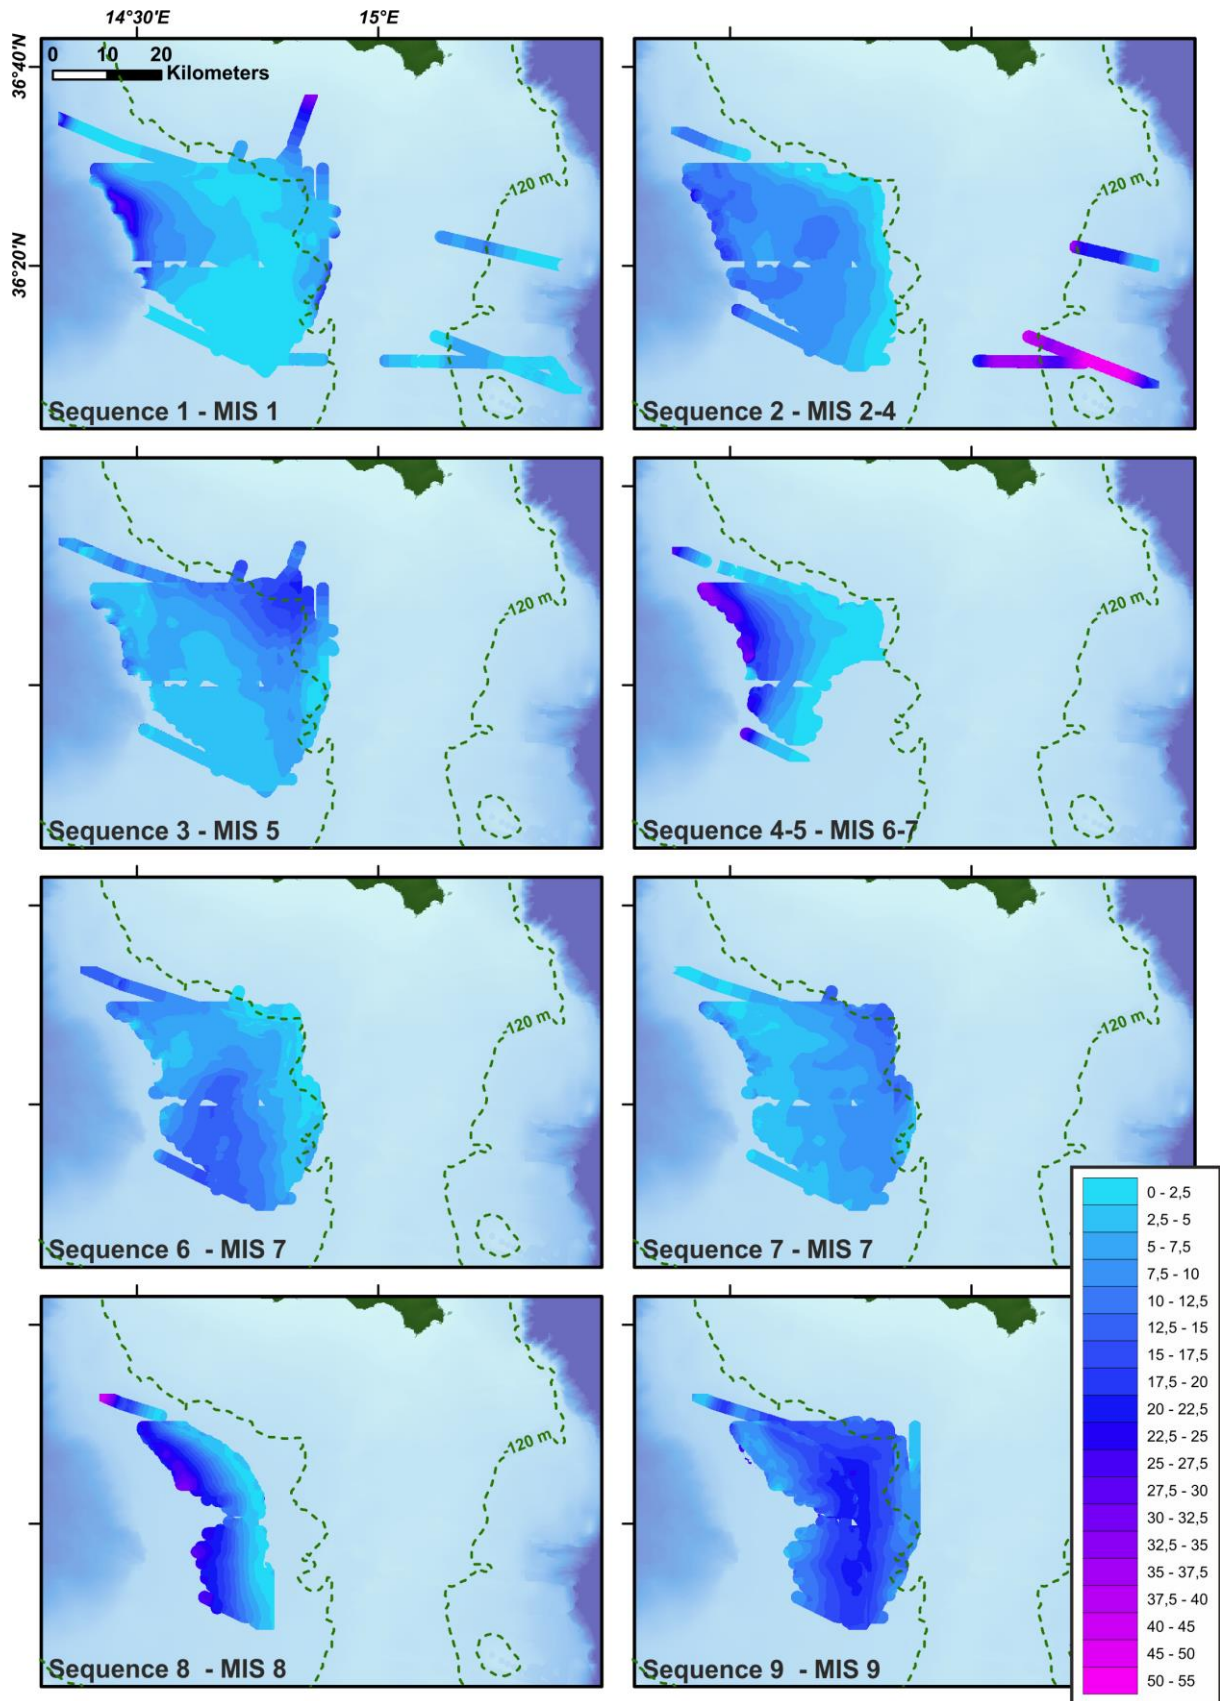 14°30'E 15°E
36°40'N
0 10 20
Kilometers
36°20'N
-120 m
Sequence 1 - MIS 1
-120 m
Sequence 2 - MIS 2-4
-120 m
Sequence 3 - MIS 5
-120 m
Sequence 4-5 - MIS 6-7
-120 m
Sequence 6 - MIS 7
-120 m
Sequence 7 - MIS 7
-120 m
Sequence 8 - MIS 8
Sequence 9 - MIS 9
0 - 2,5
2,5 - 5
5 - 7,5
7,5 - 10
10 - 12,5
12,5 - 15
15 - 17,5
17,5 - 20
20 - 22,5
22,5 - 25
25 - 27,5
27,5 - 30
30 - 32,5
32,5 - 35
35 - 37,5
37,5 - 40
40 - 45
45 - 50
50 - 55